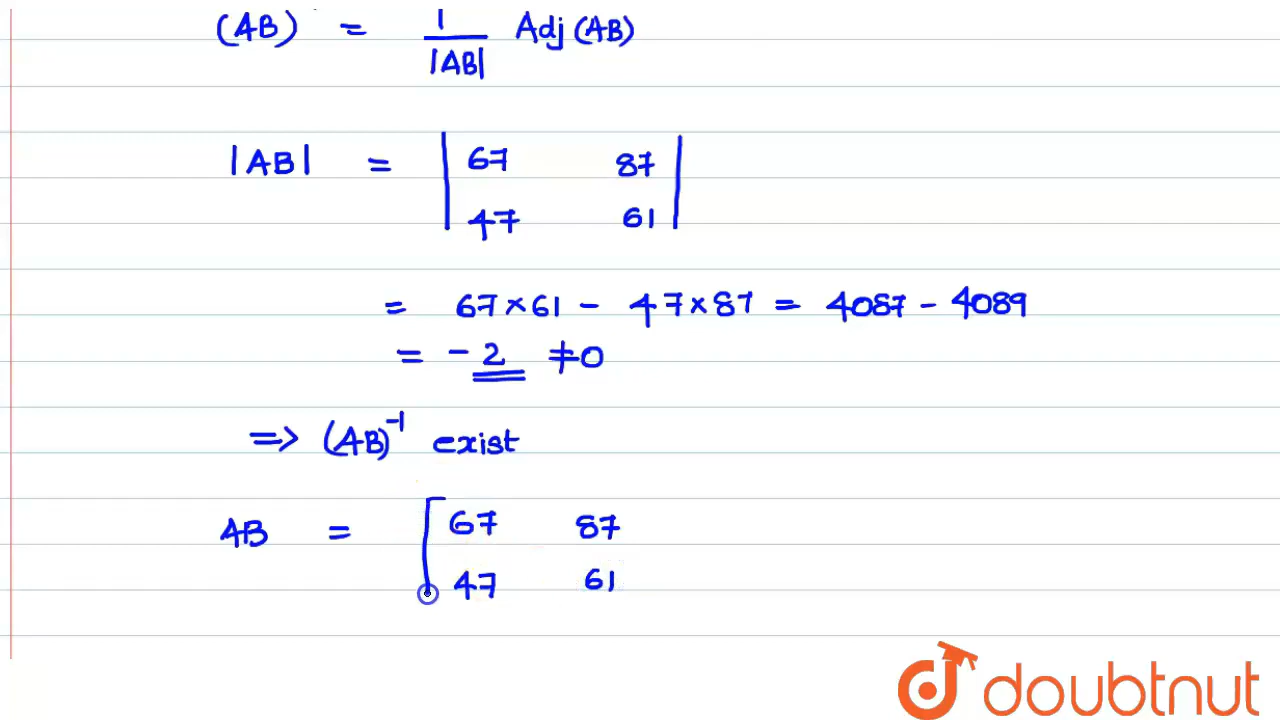 (AB) = 1/|AB| Adj (AB)
|AB| = | 67 87 |
| 47 61 |
= 67×61 - 47×87 = 4087 - 4089
= -2 ≠0
=> (AB)⁻¹ exist
AB = [ 67 87
47 61
doubtnut